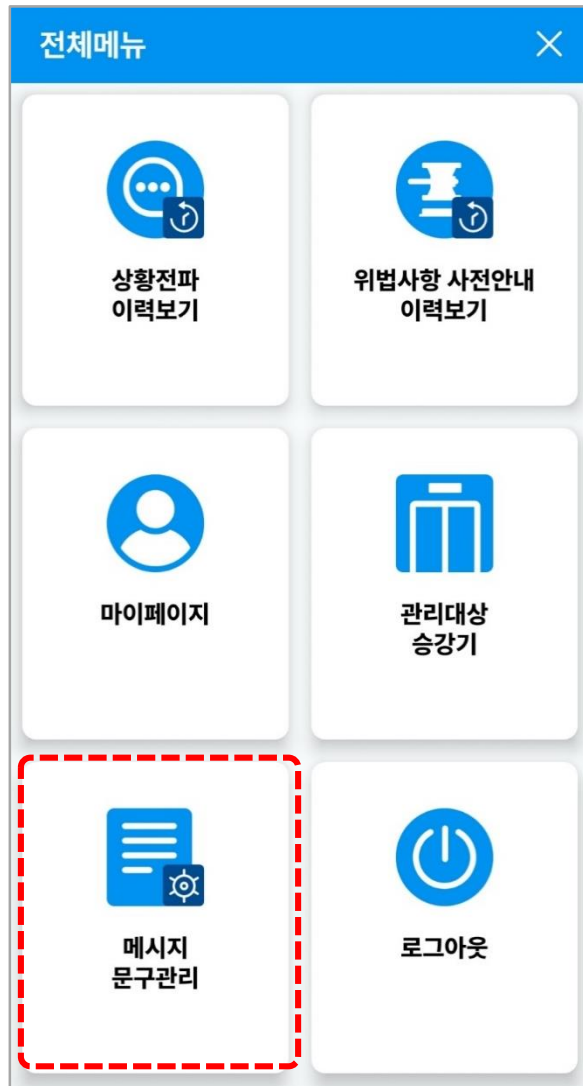 전체메뉴
상황전파
이력보기
위법사항 사전안내
이력보기
마이페이지
관리대상
승강기
메시지
문구관리
로그아웃